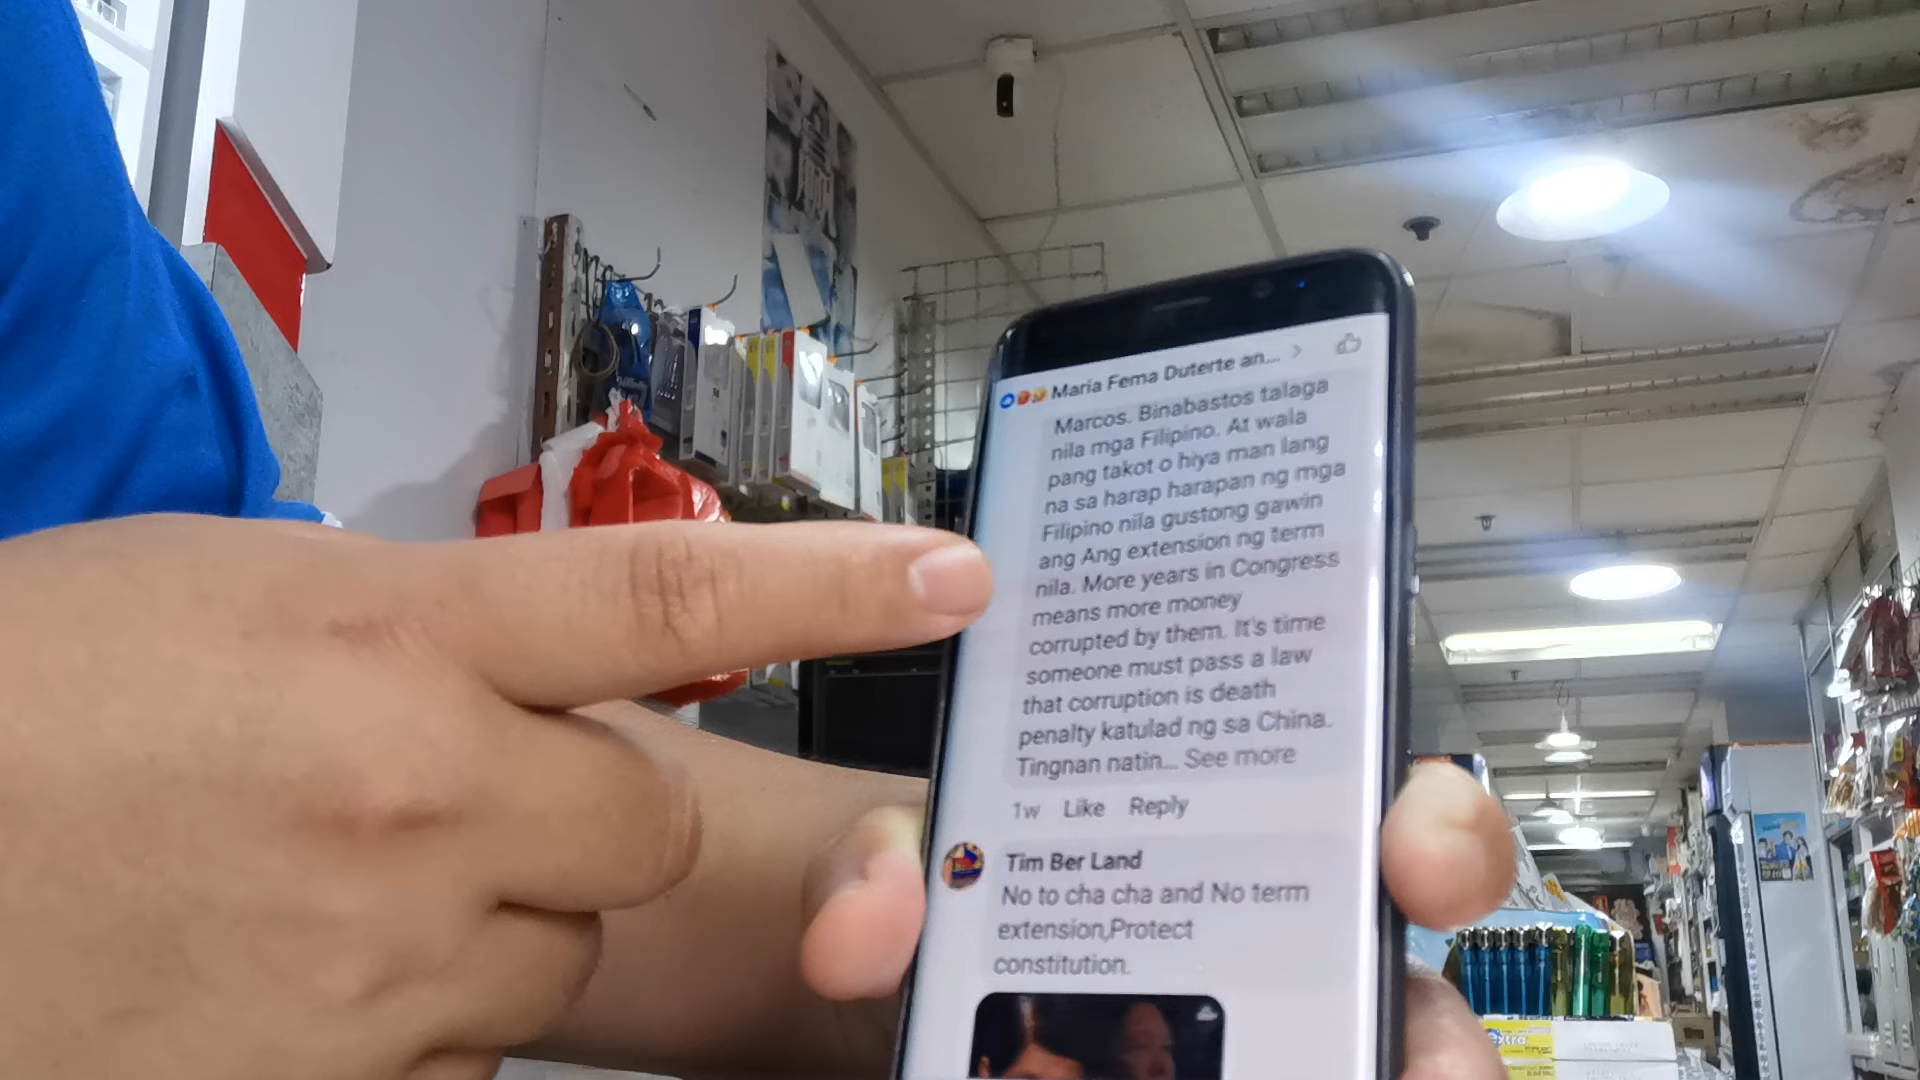 Maria Fema Duterte an...
Marcos. Binabastos talaga
nila mga Filipino. At wala
pang takot o hiya man lang
na sa harap harapan ng mga
Filipino nila gustong gawin
ang Ang extension ng term
nila. More years in Congress
means more money
corrupted by them. It's time
someone must pass a law
that corruption is death
penalty katulad ng sa China.
Tingnan natin... See more
1w Like Reply
Tim Ber Land
No to cha cha and No term
extension,Protect
constitution.
extra